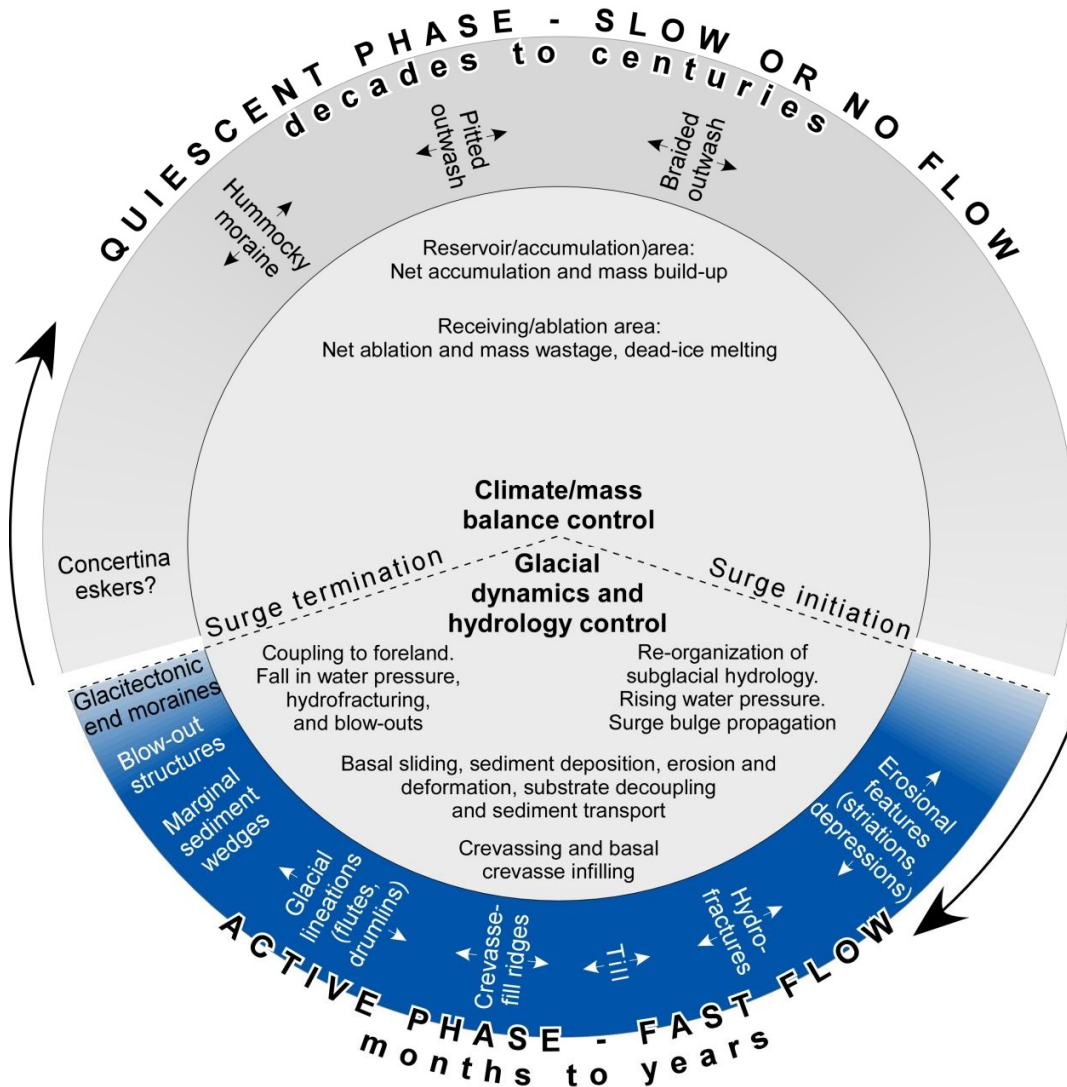 QUIESCENT PHASE - SLOW OR NO FLOW
decades to centuries
Pitted
outwash
Braided
outwash
Hummocky
moraine
Reservoir/accumulation)area:
Net accumulation and mass build-up
Receiving/ablation area:
Net ablation and mass wastage, dead-ice melting
Climate/mass
balance control
Concertina
eskers?
Surge termination
Surge initiation
Glacial
dynamics and
hydrology control
Coupling to foreland.
Fall in water pressure,
hydrofracturing,
and blow-outs
Re-organization of
subglacial hydrology.
Rising water pressure.
Surge bulge propagation
Basal sliding, sediment deposition, erosion and
deformation, substrate decoupling
and sediment transport
Crevassing and basal
crevasse infilling
Glacitectonic
end moraines
Blow-out
structures
Marginal
sediment
wedges
Glacial
lineations
(flutes,
drumlins)
Crevasse-
fill ridges
Till
Hydro-
fractures
Erosional
features
(striations,
depressions)
ACTIVE PHASE - FAST FLOW
months to years